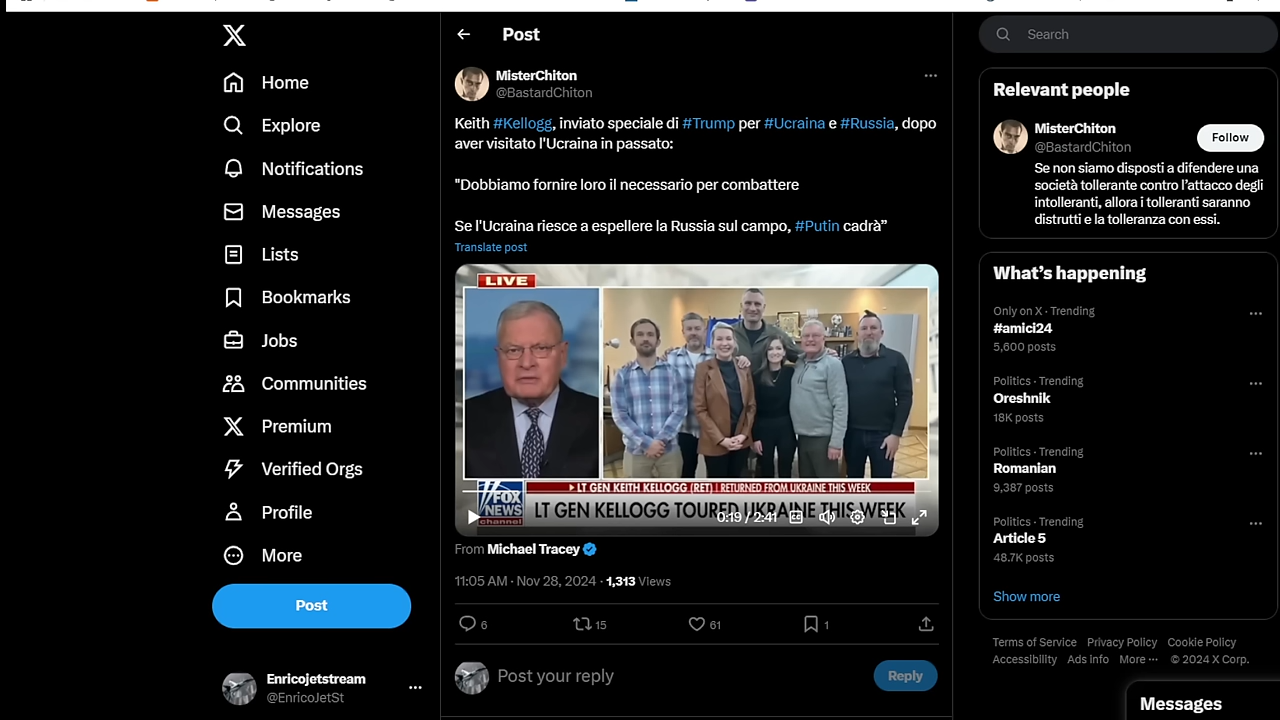 Home
Explore
Notifications
Messages
Lists
Bookmarks
Jobs
Communities
Premium
Verified Orgs
Profile
More
Post
Enricojetstream
@EnricoJetSt
Post
MisterChiton
@BastardChiton
Keith #Kellogg, inviato speciale di #Trump per #Ucraina e #Russia, dopo
aver visitato l'Ucraina in passato:
"Dobbiamo fornire loro il necessario per combattere
Se l'Ucraina riesce a espellere la Russia sul campo, #Putin cadrà”
Translate post
LIVE
FOX
NEWS
channel
LT GEN KEITH KELLOGG (RET) | RETURNED FROM UKRAINE THIS WEEK
LT GEN KELLOGG TOURED UKRAINE THIS WEEK
0:19 / 2:41
From Michael Tracey
11:05 AM · Nov 28, 2024 · 1,313 Views
6
15
61
1
Post your reply
Reply
Search
Relevant people
MisterChiton
@BastardChiton
Follow
Se non siamo disposti a difendere una
società tollerante contro l’attacco degli
intolleranti, allora i tolleranti saranno
distrutti e la tolleranza con essi.
What’s happening
Only on X · Trending
#amici24
5,600 posts
Politics · Trending
Oreshnik
18K posts
Politics · Trending
Romanian
9,387 posts
Politics · Trending
Article 5
48.7K posts
Show more
Terms of Service Privacy Policy Cookie Policy
Accessibility Ads info More ··· © 2024 X Corp.
Messages